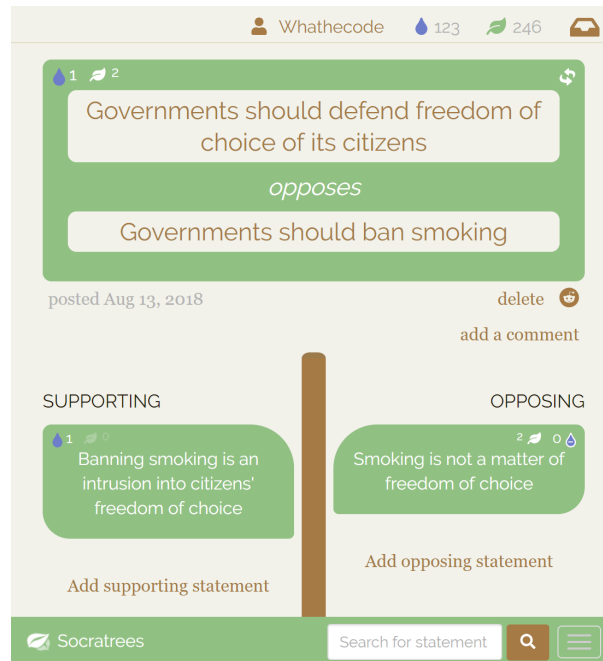 Whathecode 123 246
1 2
Governments should defend freedom of
choice of its citizens
opposes
Governments should ban smoking
posted Aug 13, 2018 delete
add a comment
SUPPORTING
1 0
Banning smoking is an
intrusion into citizens'
freedom of choice
Add supporting statement
OPPOSING
2 0
Smoking is not a matter of
freedom of choice
Add opposing statement
Socratrees Search for statement